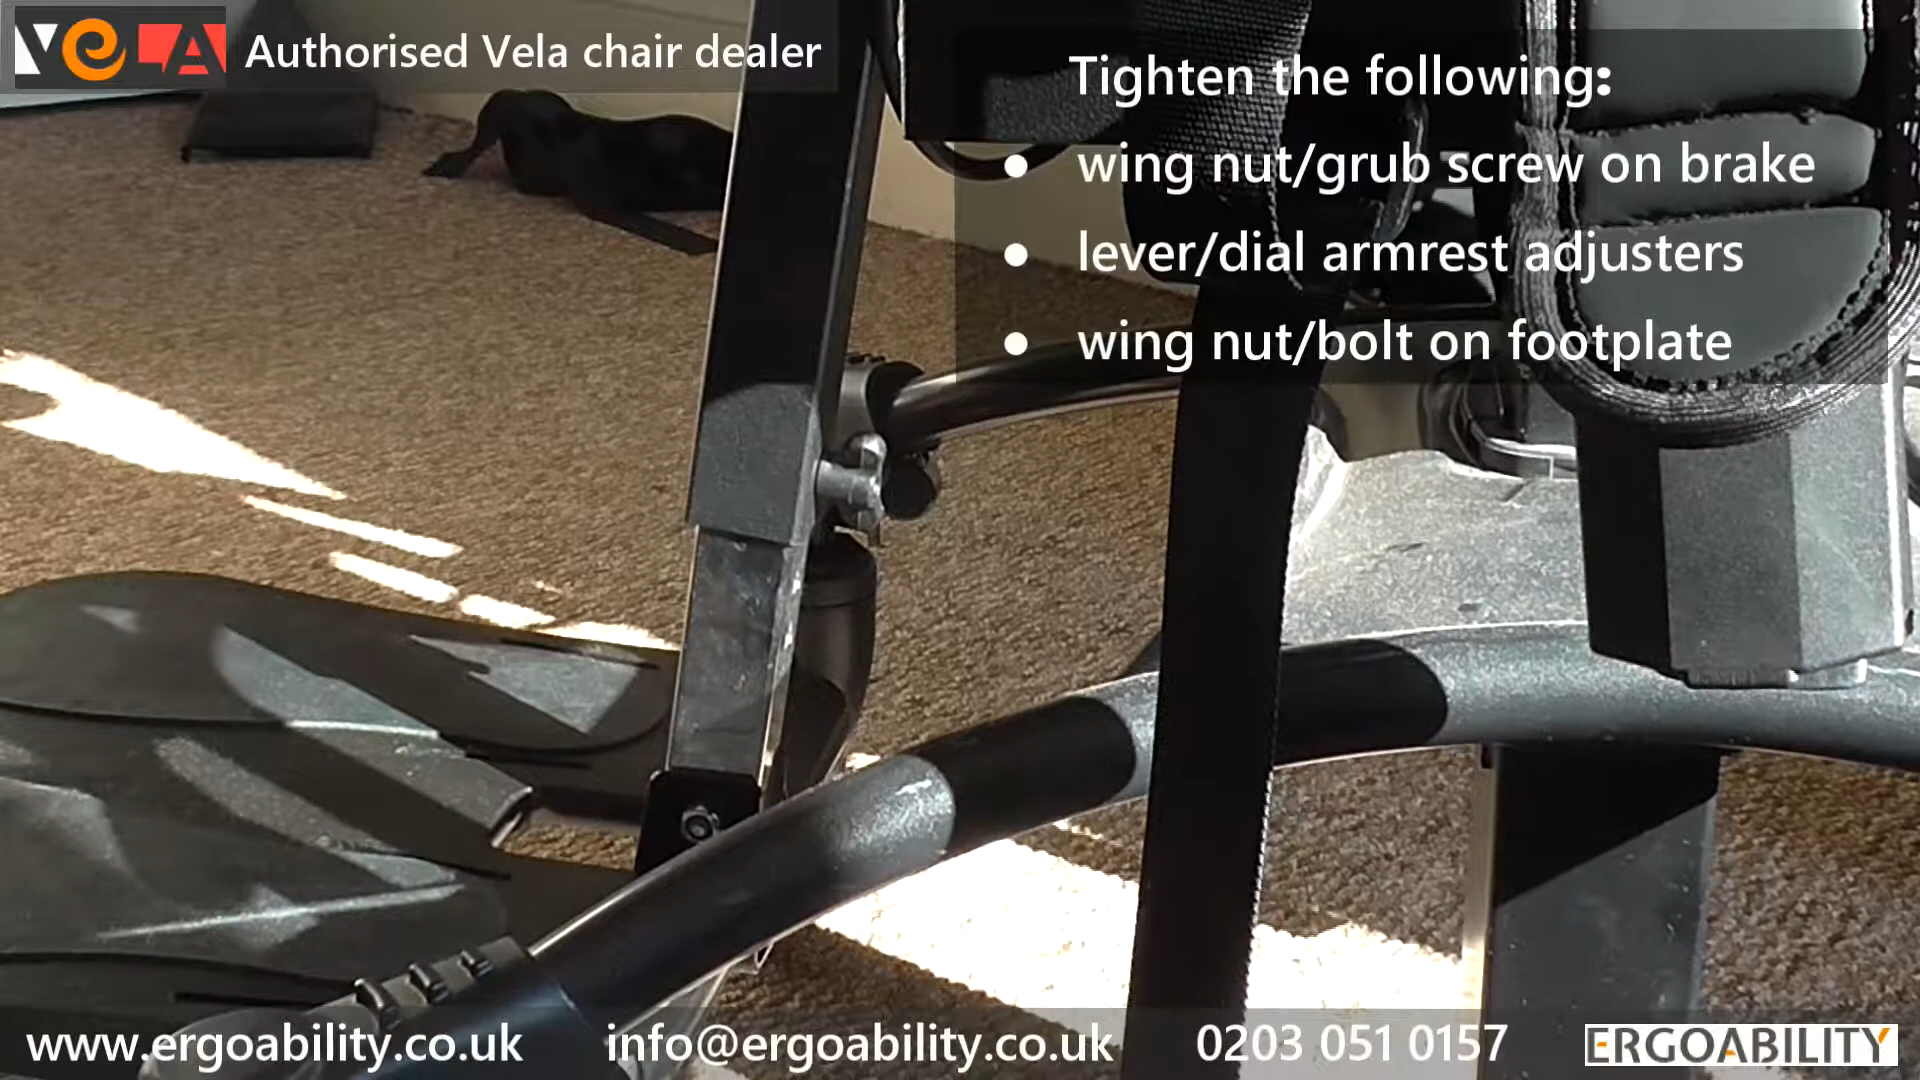 VELA Authorised Vela chair dealer
Tighten the following:
• wing nut/grub screw on brake
• lever/dial armrest adjusters
• wing nut/bolt on footplate
www.ergoability.co.uk info@ergoability.co.uk 0203 051 0157 ERGOABILITY